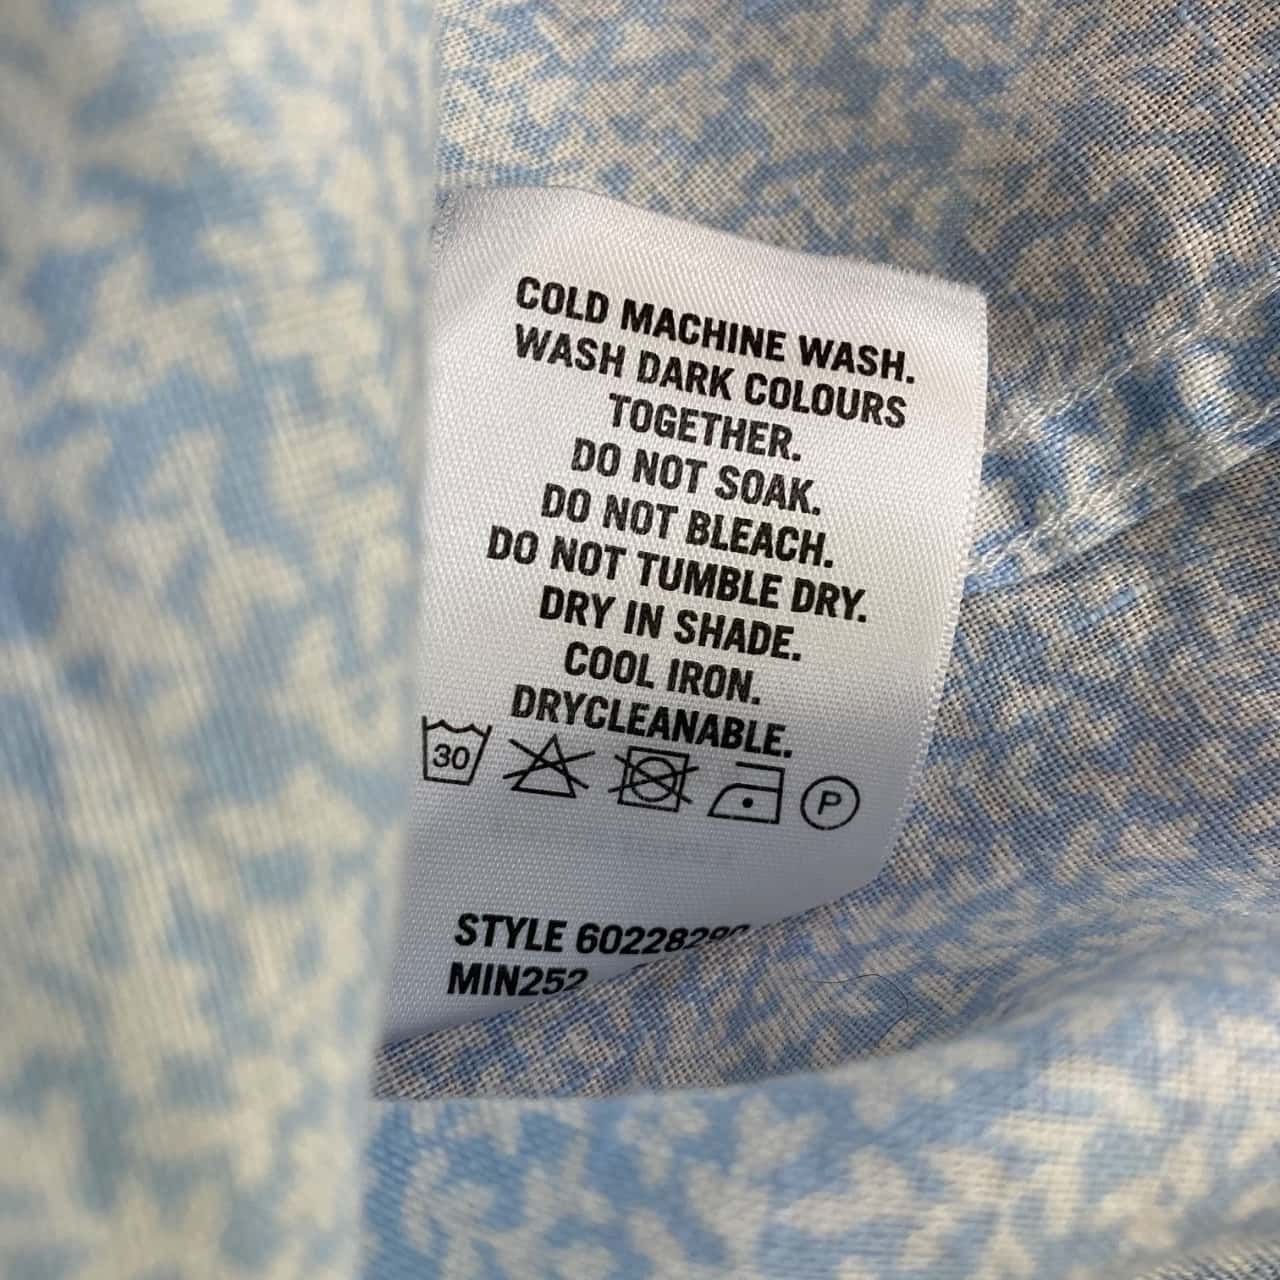 COLD MACHINE WASH.
WASH DARK COLOURS
TOGETHER.
DO NOT SOAK.
DO NOT BLEACH.
DO NOT TUMBLE DRY.
DRY IN SHADE.
COOL IRON.
DRYCLEANABLE.
30 P
STYLE
MIN252